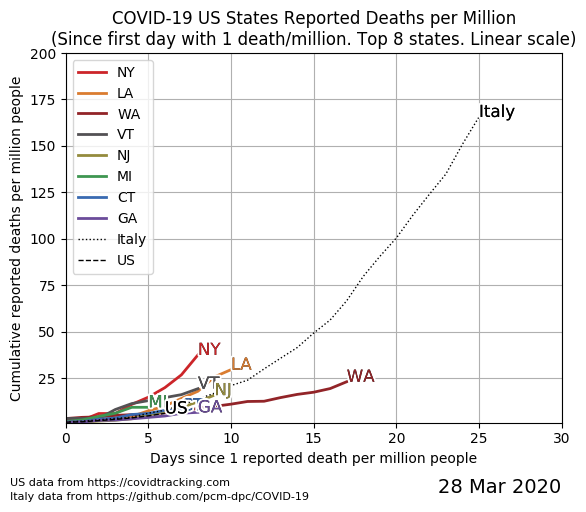 COVID-19 US States Reported Deaths per Million
(Since first day with 1 death/million. Top 8 states. Linear scale)
Cumulative reported deaths per million people
200
175
150
125
100
75
50
25
NY
LA
WA
VT
NJ
MI
CT
GA
Italy
US
Italy
NY
LA
WA
VT
NJ
MI
US
GA
0
5
10
15
20
25
30
Days since 1 reported death per million people
US data from https://covidtracking.com
Italy data from https://github.com/pcm-dpc/COVID-19
28 Mar 2020